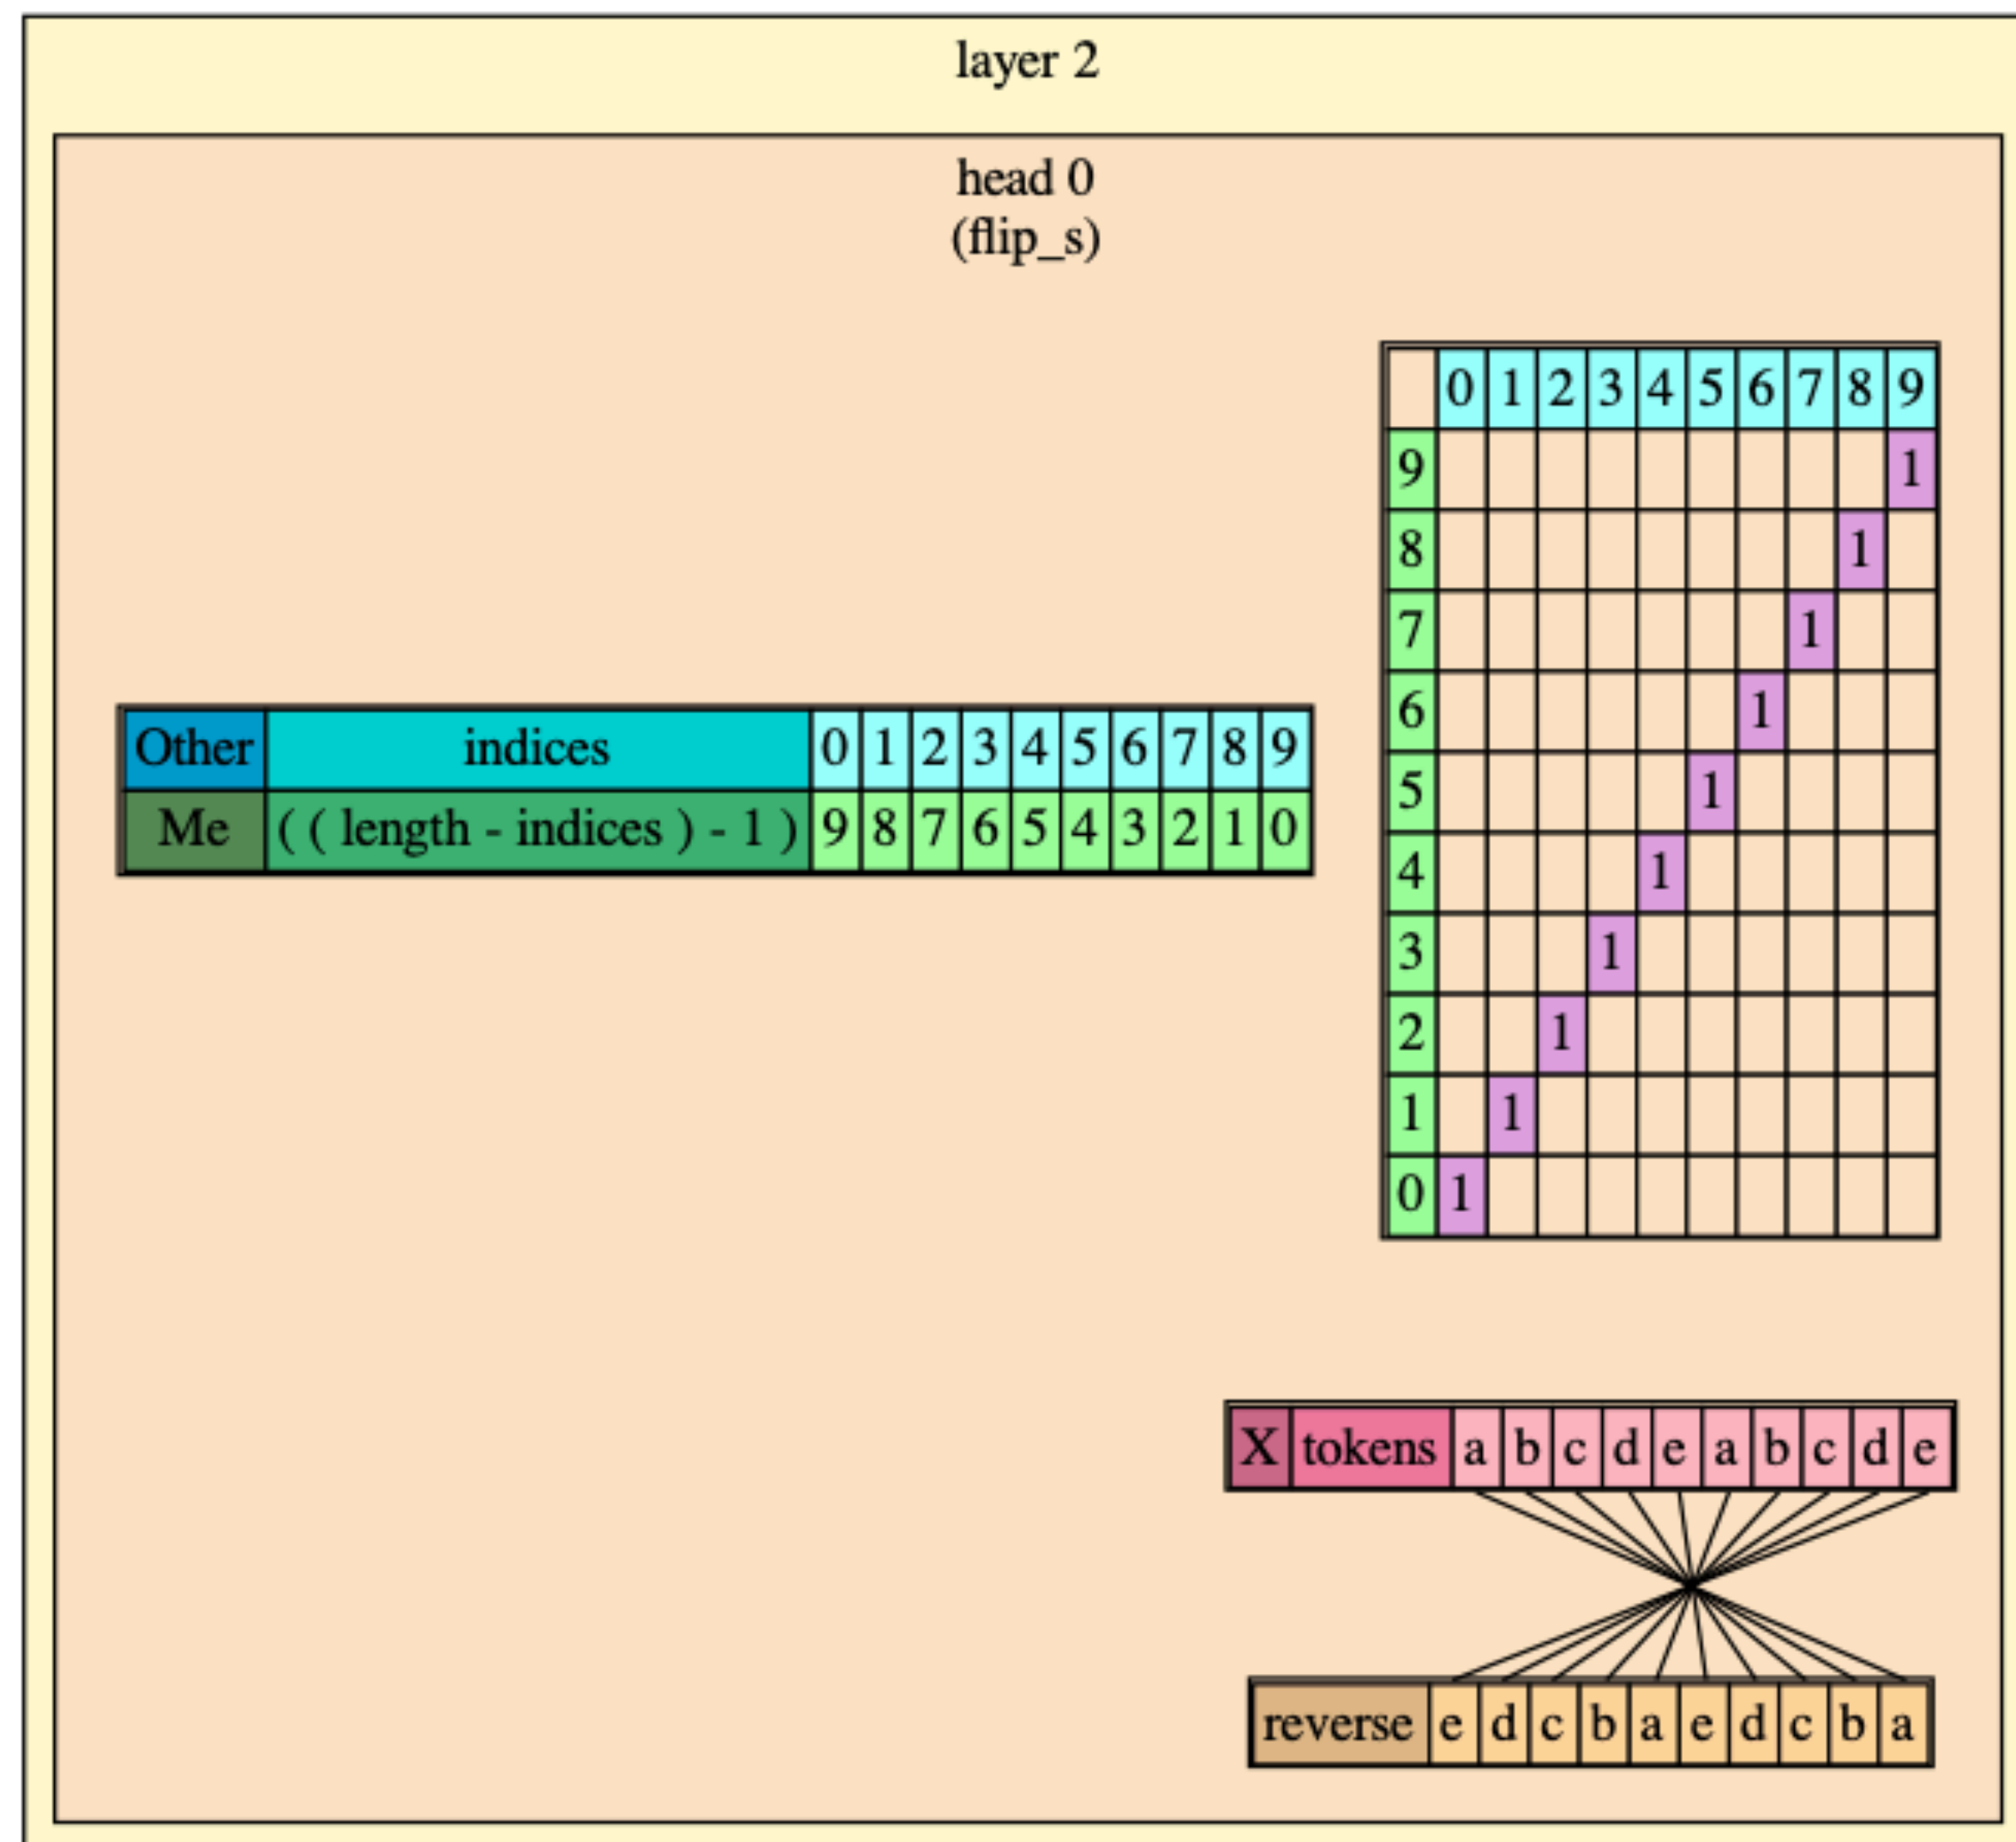 layer 2
head 0
(flip_s)
0 1 2 3 4 5 6 7 8 9
9 1
8 1
7 1
6 1
5 1
4 1
3 1
2 1
1 1
0 1
Other indices 0 1 2 3 4 5 6 7 8 9
Me ( ( length - indices ) - 1 ) 9 8 7 6 5 4 3 2 1 0
X tokens a b c d e a b c d e
reverse e d c b a e d c b a